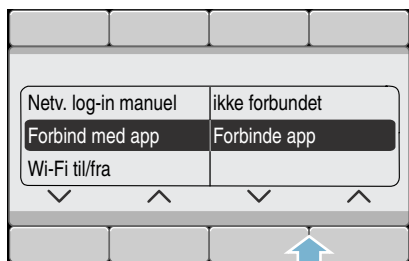 Netv. log-in manuel ikke forbundet
Forbind med app Forbinde app
Wi-Fi til/fra